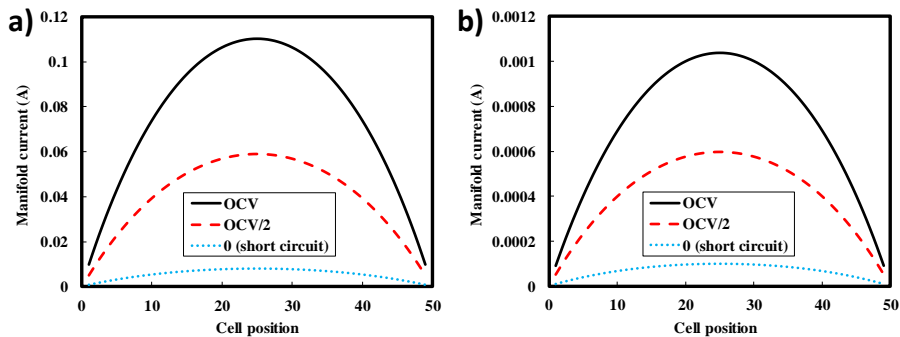 a)
Manifold current (A)
0.12
0.1
0.08
0.06
0.04
0.02
0
OCV
OCV/2
0 (short circuit)
0 10 20 30 40 50
Cell position
b)
Manifold current (A)
0.0012
0.001
0.0008
0.0006
0.0004
0.0002
0
OCV
OCV/2
0 (short circuit)
0 10 20 30 40 50
Cell position